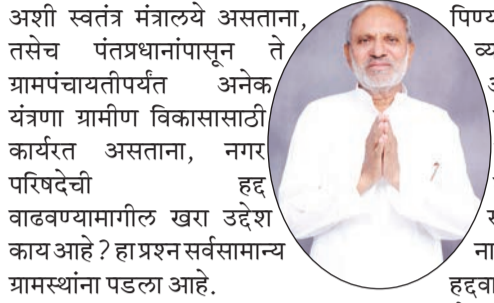 अशी स्वतंत्र मंत्रालये असताना,
तसेच पंतप्रधानांपासून ते
ग्रामपंचायतीपर्यंत अनेक
यंत्रणा ग्रामीण विकासासाठी
कार्यरत असताना, नगर
परिषदेची हद्द
वाढवण्यामागील खरा उद्देश
काय आहे ? हा प्रश्न सर्वसामान्य
ग्रामस्थांना पडला आहे.